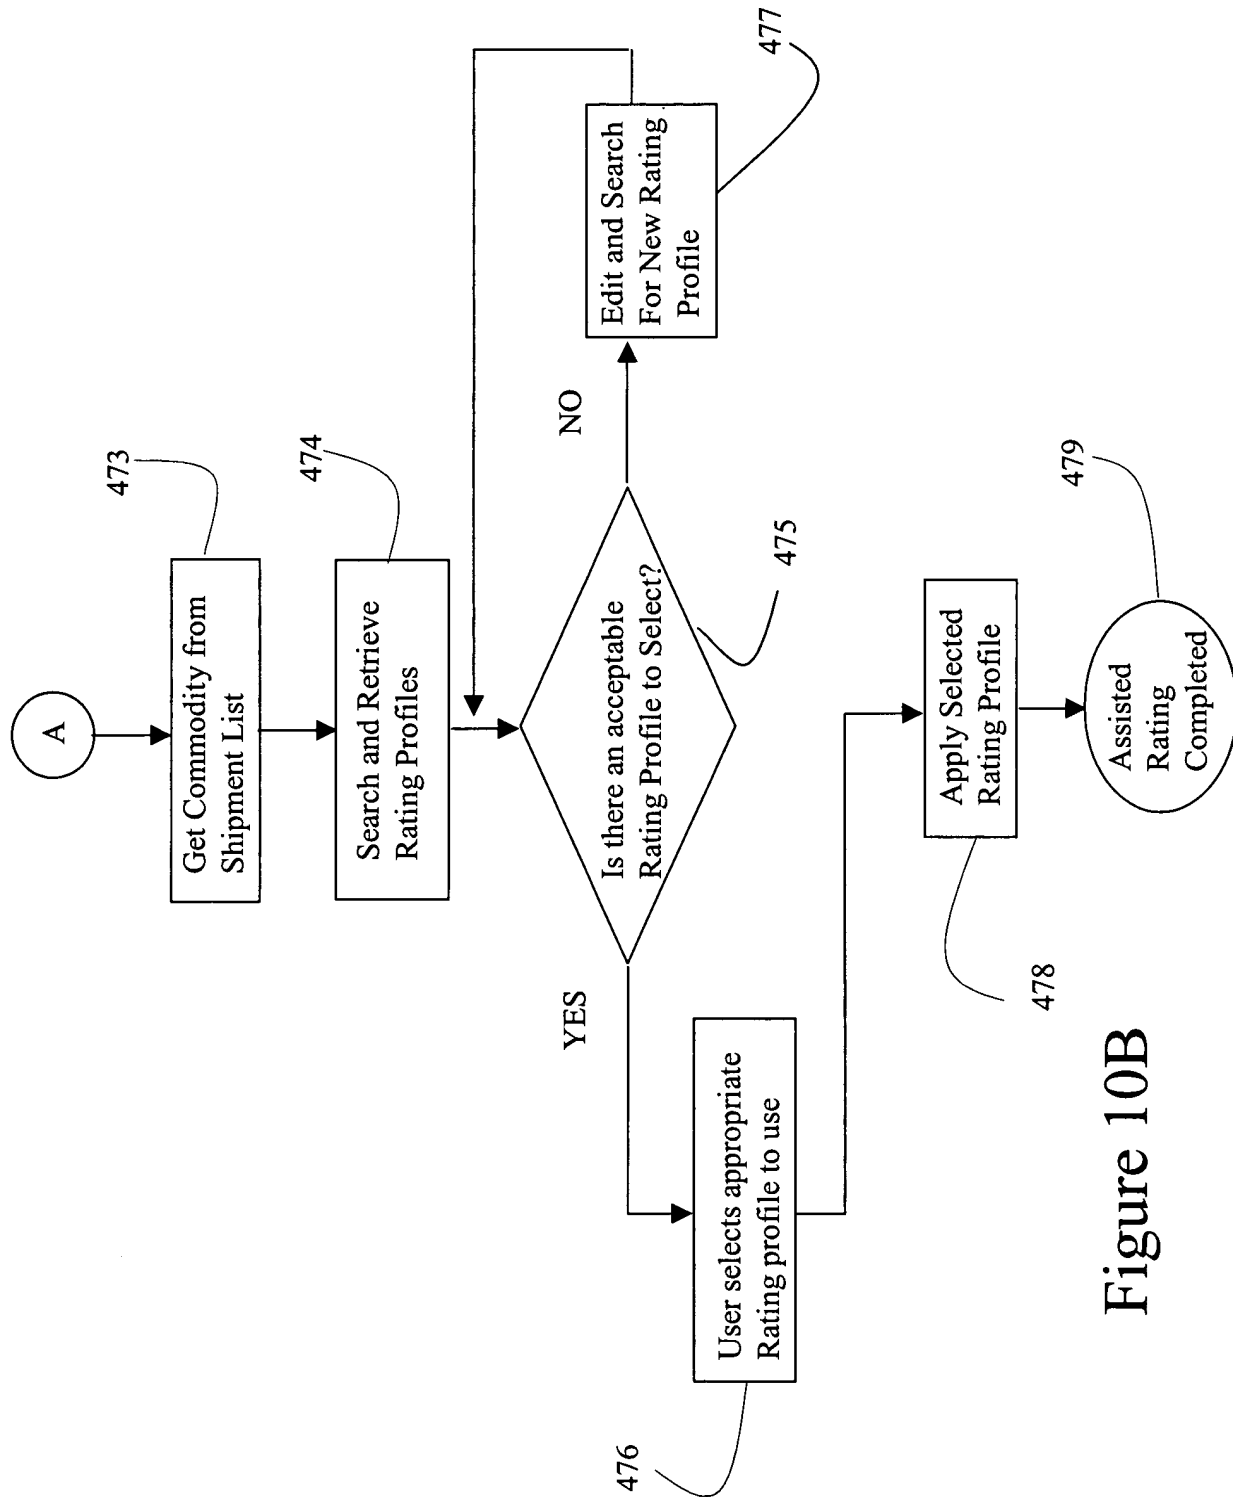 A
Get Commodity from
Shipment List
473
Search and Retrieve
Rating Profiles
474
Is there an acceptable
Rating Profile to Select?
475
NO
Edit and Search
For New Rating
Profile
477
YES
User selects appropriate
Rating profile to use
476
Apply Selected
Rating Profile
478
Assisted
Rating
Completed
479
Figure 10B